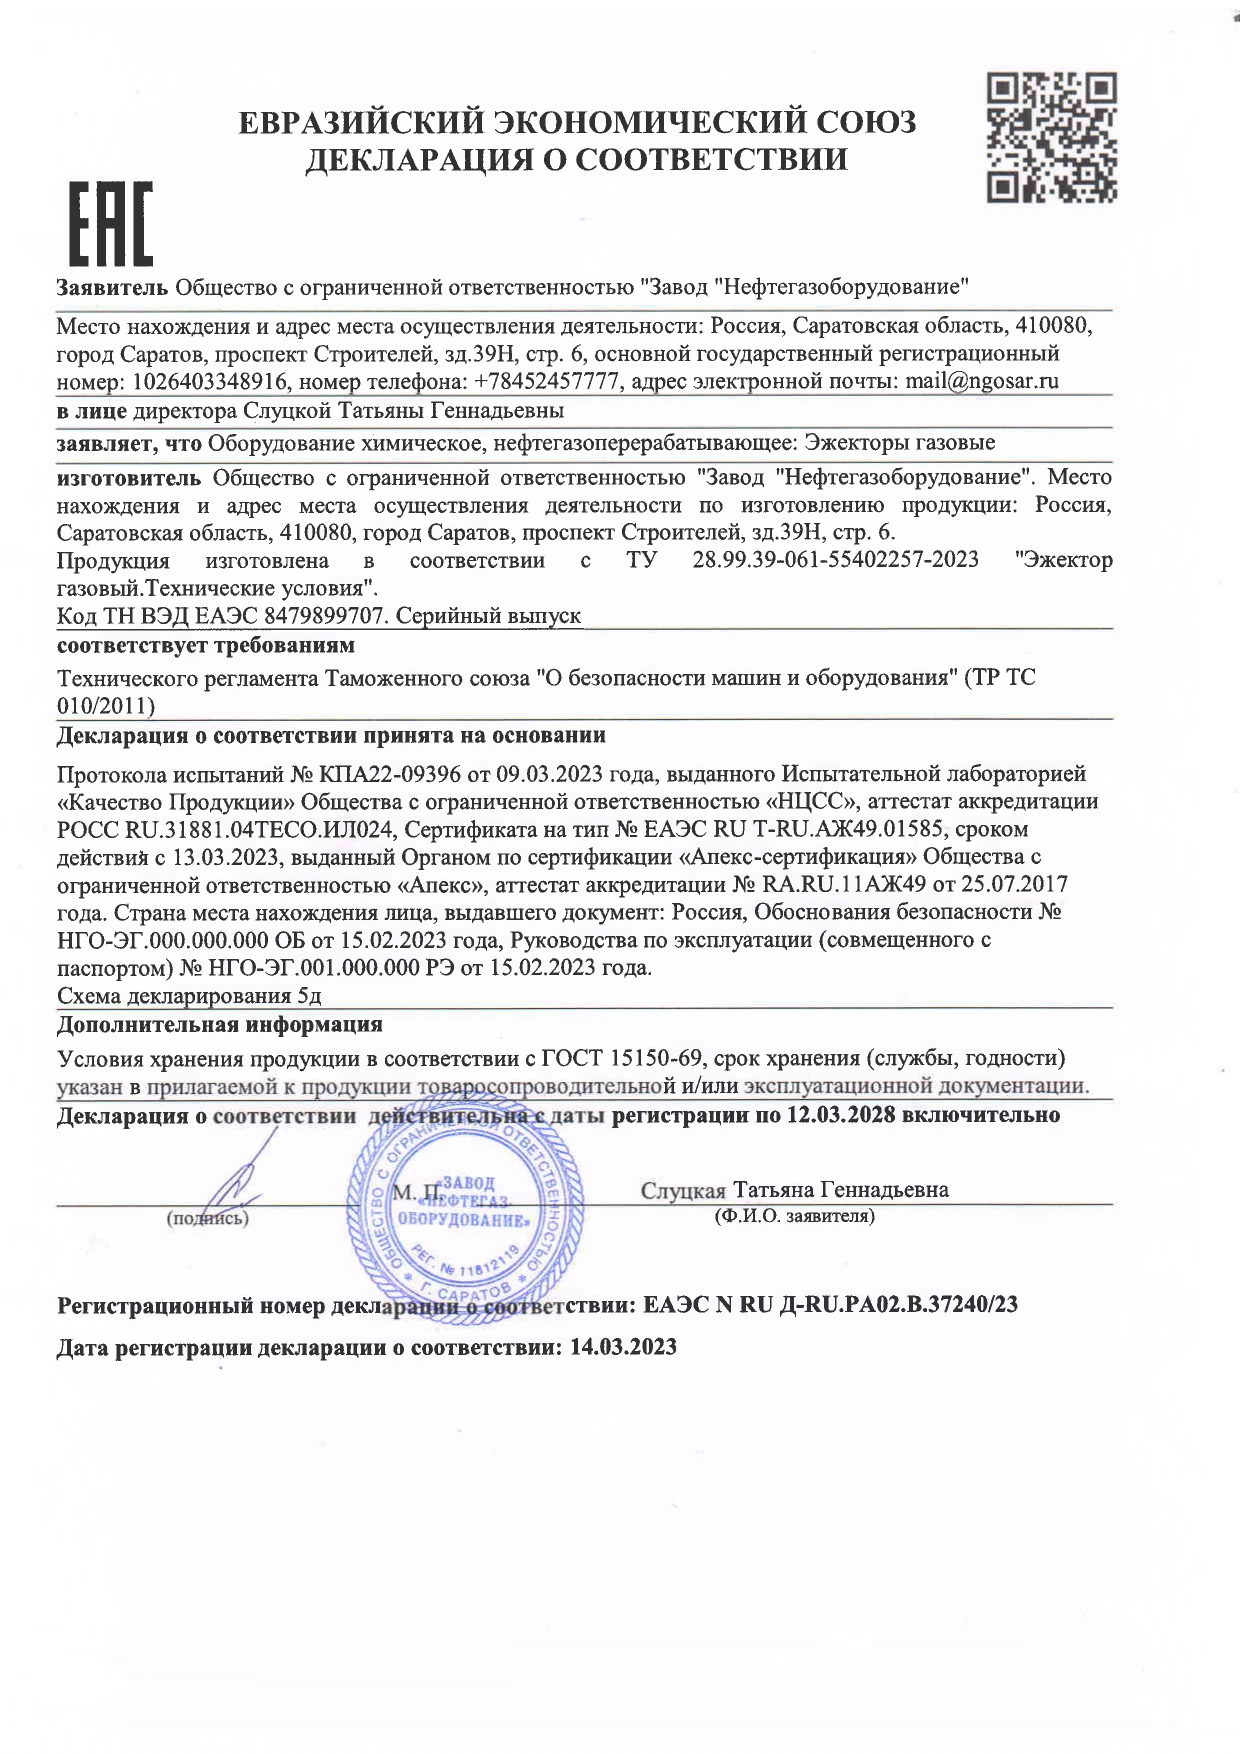 ЕВРАЗИЙСКИЙ ЭКОНОМИЧЕСКИЙ СОЮЗ
ДЕКЛАРАЦИЯ О СООТВЕТСТВИИ
ЕАС
Заявитель Общество с ограниченной ответственностью "Завод "Нефтегазоборудование"
Место нахождения и адрес места осуществления деятельности: Россия, Саратовская область, 410080,
город Саратов, проспект Строителей, зд.39Н, стр. 6, основной государственный регистрационный
номер: 1026403348916, номер телефона: +78452457777, адрес электронной почты: mail@ngosar.ru
в лице директора Слуцкой Татьяны Геннадьевны
заявляет, что Оборудование химическое, нефтегазоперерабатывающее: Эжекторы газовые
изготовитель Общество с ограниченной ответственностью "Завод "Нефтегазоборудование". Место
нахождения и адрес места осуществления деятельности по изготовлению продукции: Россия,
Саратовская область, 410080, город Саратов, проспект Строителей, зд.39Н, стр. 6.
Продукция изготовлена в соответствии с ТУ 28.99.39-061-55402257-2023 "Эжектор
газовый.Технические условия".
Код ТН ВЭД ЕАЭС 8479899707. Серийный выпуск
соответствует требованиям
Технического регламента Таможенного союза "О безопасности машин и оборудования" (ТР ТС
010/2011)
Декларация о соответствии принята на основании
Протокола испытаний № КПА22-09396 от 09.03.2023 года, выданного Испытательной лабораторией
«Качество Продукции» Общества с ограниченной ответственностью «НЦСС», аттестат аккредитации
РОСС RU.31881.04ТЕСО.ИЛ024, Сертификата на тип № ЕАЭС RU Т-RU.АЖ49.01585, сроком
действий с 13.03.2023, выданный Органом по сертификации «Апекс-сертификация» Общества с
ограниченной ответственностью «Апекс», аттестат аккредитации № RA.RU.11АЖ49 от 25.07.2017
года. Страна места нахождения лица, выдавшего документ: Россия, Обоснования безопасности №
НГО-ЭГ.000.000.000 ОБ от 15.02.2023 года, Руководства по эксплуатации (совмещенного с
паспортом) № НГО-ЭГ.001.000.000 РЭ от 15.02.2023 года.
Схема декларирования 5д
Дополнительная информация
Условия хранения продукции в соответствии с ГОСТ 15150-69, срок хранения (службы, годности)
указан в прилагаемой к продукции товаросопроводительной и/или эксплуатационной документации.
Декларация о соответствии действительна с даты регистрации по 12.03.2028 включительно
М. П.
Слуцкая Татьяна Геннадьевна
(подпись)
(Ф.И.О. заявителя)
ОБЩЕСТВО С ОГРАНИЧЕННОЙ ОТВЕТСТВЕННОСТЬЮ
«ЗАВОД
«НЕФТЕГАЗ-
ОБОРУДОВАНИЕ»
РЕГ. № 11812119
* Г. САРАТОВ *
Регистрационный номер декларации о соответствии: ЕАЭС N RU Д-RU.РА02.В.37240/23
Дата регистрации декларации о соответствии: 14.03.2023